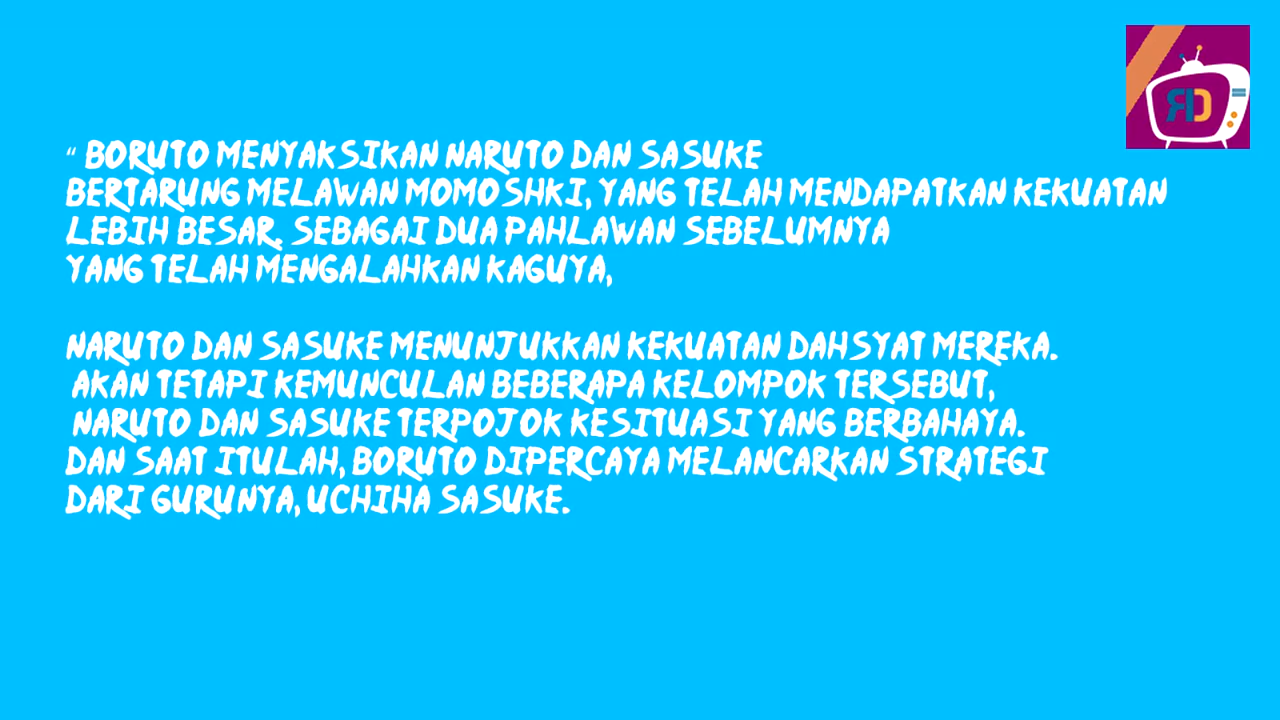 “ BORUTO MENYAKSIKAN NARUTO DAN SASUKE
BERTARUNG MELAWAN MOMOSHKI, YANG TELAH MENDAPATKAN KEKUATAN
LEBIH BESAR, SEBAGAI DUA PAHLAWAN SEBELUMNYA
YANG TELAH MENGALAHKAN KAGUYA,
NARUTO DAN SASUKE MENUNJUKKAN KEKUATAN DAHSYAT MEREKA.
AKAN TETAPI KEMUNCULAN BEBERAPA KELOMPOK TERSEBUT,
NARUTO DAN SASUKE TERPOJOK KESITUASI YANG BERBAHAYA.
DAN SAAT ITULAH, BORUTO DIPERCAYA MELANCARKAN STRATEGI
DARI GURUNYA, UCHIHA SASUKE.